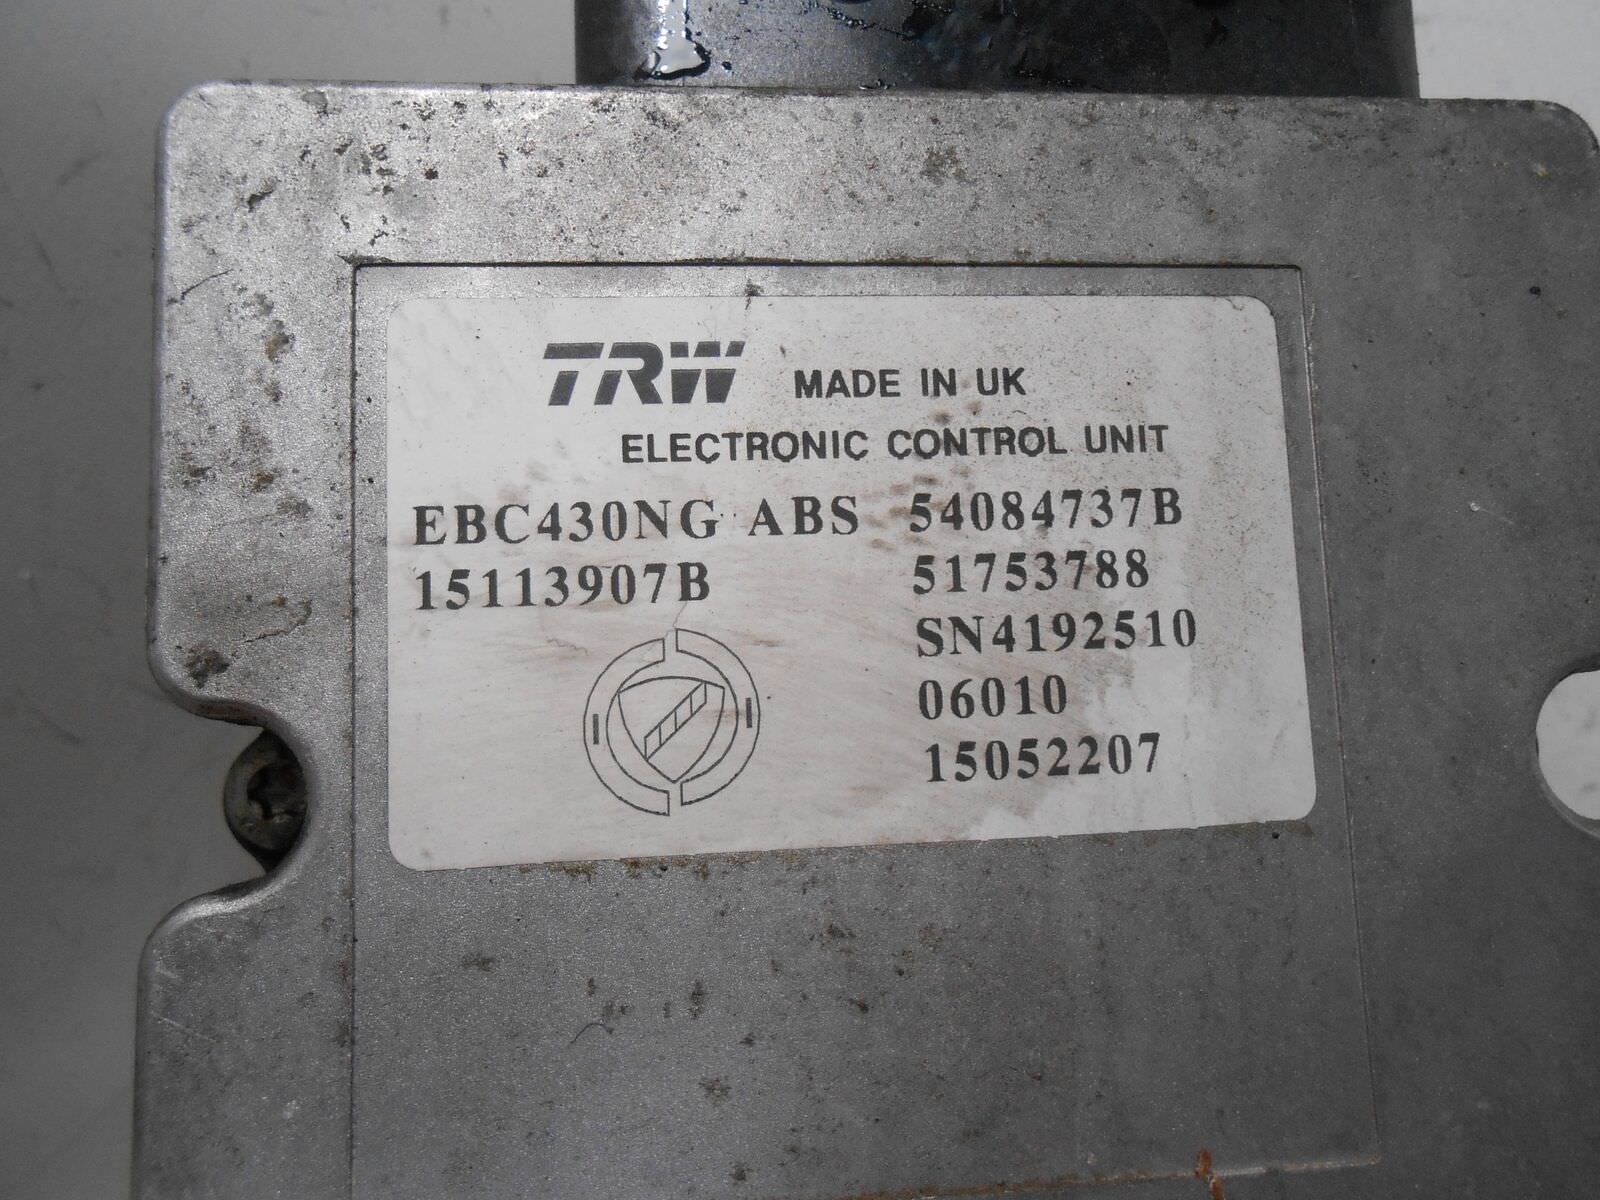 TRW MADE IN UK
ELECTRONIC CONTROL UNIT
EBC430NG ABS 54084737B
15113907B 51753788
SN4192510
06010
15052207